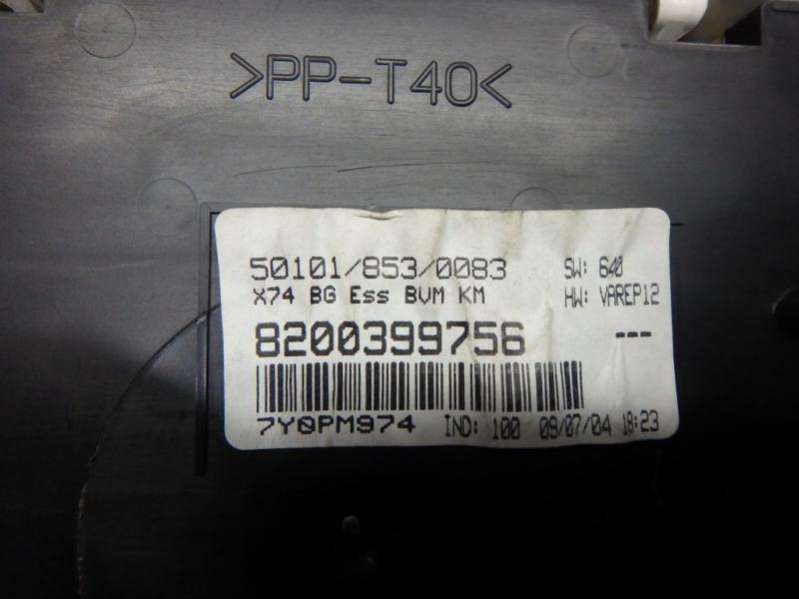 >PP-T40<
50101/853/0083 SW: 640
X74 BG Ess BVM KM HW: VAREP12
8200399756 ---
7Y0PM974 IND: 100 09/07/04 18:23